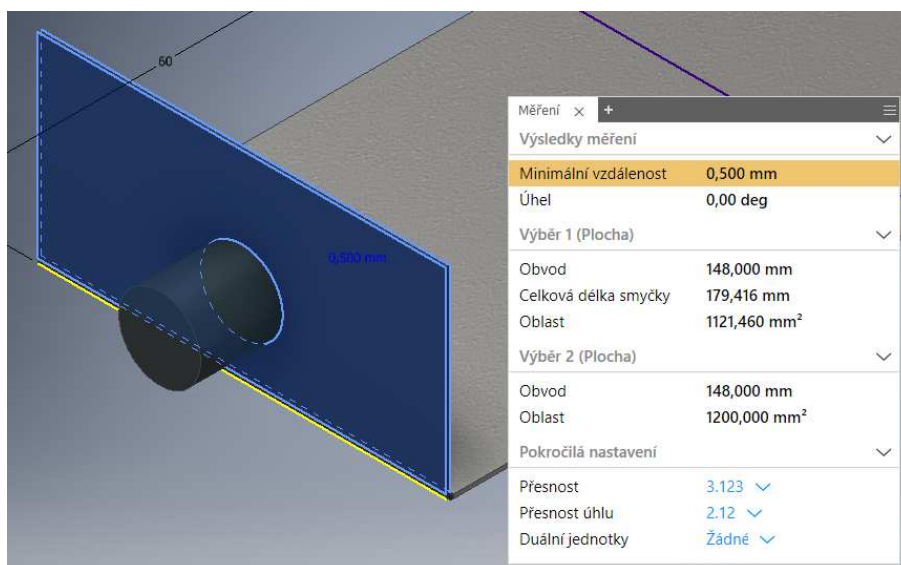 60
0,500 mm
Měření × +
Výsledky měření
Minimální vzdálenost 0,500 mm
Úhel 0,00 deg
Výběr 1 (Plocha)
Obvod 148,000 mm
Celková délka smyčky 179,416 mm
Oblast 1121,460 mm²
Výběr 2 (Plocha)
Obvod 148,000 mm
Oblast 1200,000 mm²
Pokročilá nastavení
Přesnost 3.123
Přesnost úhlu 2.12
Duální jednotky Žádné